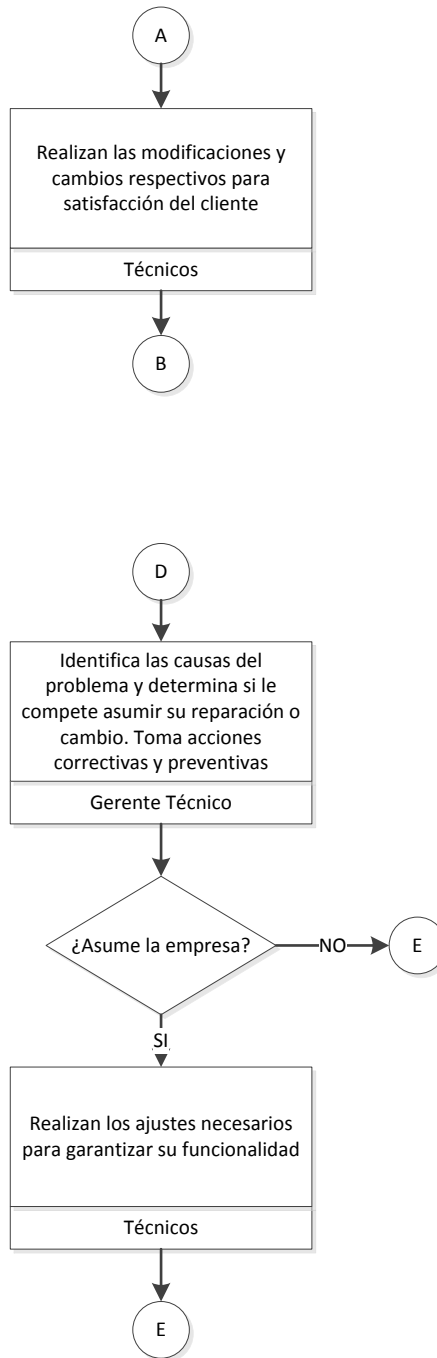 A
Realizan las modificaciones y
cambios respectivos para
satisfacción del cliente
Técnicos
B
D
Identifica las causas del
problema y determina si le
compete asumir su reparación o
cambio. Toma acciones
correctivas y preventivas
Gerente Técnico
¿Asume la empresa?
NO
E
SI
Realizan los ajustes necesarios
para garantizar su funcionalidad
Técnicos
E